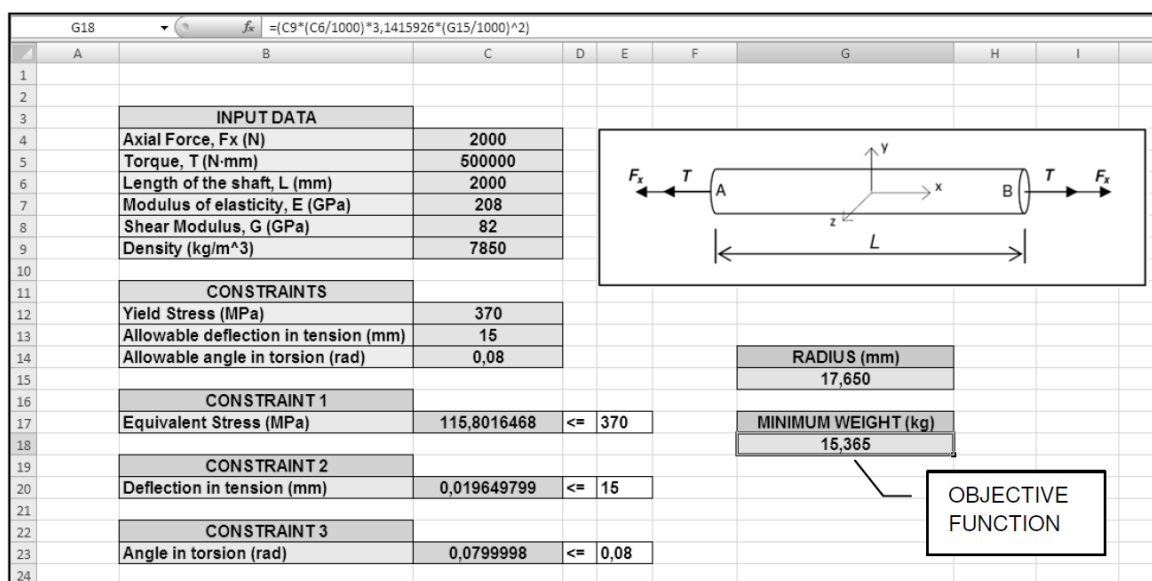 G18 fx =(C9*(C6/1000)*3,1415926*(G15/1000)^2)
A B C D E F G H I
1
2
3 INPUT DATA
4 Axial Force, Fx (N) 2000
5 Torque, T (N·mm) 500000
6 Length of the shaft, L (mm) 2000
7 Modulus of elasticity, E (GPa) 208
8 Shear Modulus, G (GPa) 82
9 Density (kg/m^3) 7850
y
Fx T A x B T Fx
z
L
10
11 CONSTRAINTS
12 Yield Stress (MPa) 370
13 Allowable deflection in tension (mm) 15
14 Allowable angle in torsion (rad) 0,08 RADIUS (mm)
15 17,650
16 CONSTRAINT 1
17 Equivalent Stress (MPa) 115,8016468 <= 370 MINIMUM WEIGHT (kg)
18 15,365
19 CONSTRAINT 2
20 Deflection in tension (mm) 0,019649799 <= 15
OBJECTIVE
FUNCTION
21
22 CONSTRAINT 3
23 Angle in torsion (rad) 0,0799998 <= 0,08
24